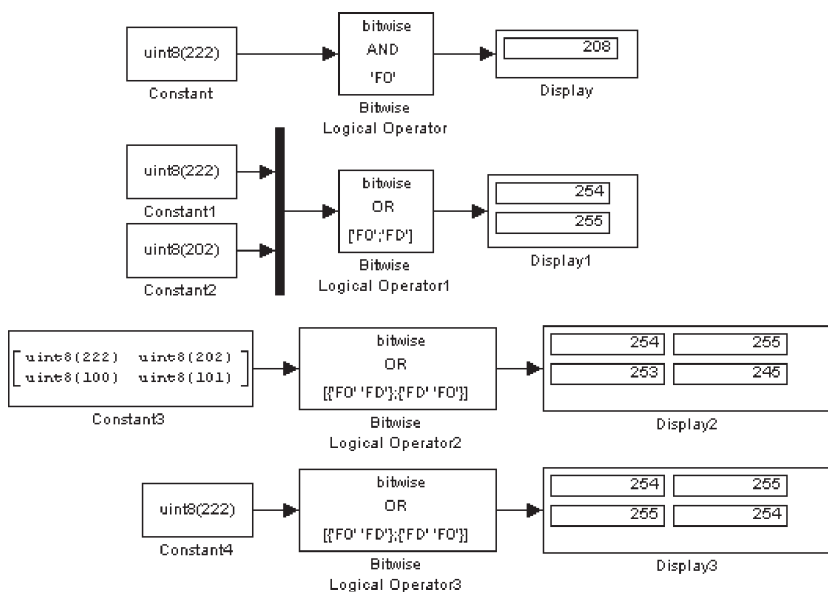 uint8(222)
Constant
bitwise
AND
'F0'
Bitwise
Logical Operator
208
Display
uint8(222)
Constant1
uint8(202)
Constant2
bitwise
OR
['F0';'FD']
Bitwise
Logical Operator1
254
255
Display1
uint8(222) uint8(202)
uint8(100) uint8(101)
Constant3
bitwise
OR
[{'F0' 'FD'};{'FD' 'F0'}]
Bitwise
Logical Operator2
254 255
253 245
Display2
uint8(222)
Constant4
bitwise
OR
[{'F0' 'FD'};{'FD' 'F0'}]
Bitwise
Logical Operator3
254 255
255 254
Display3